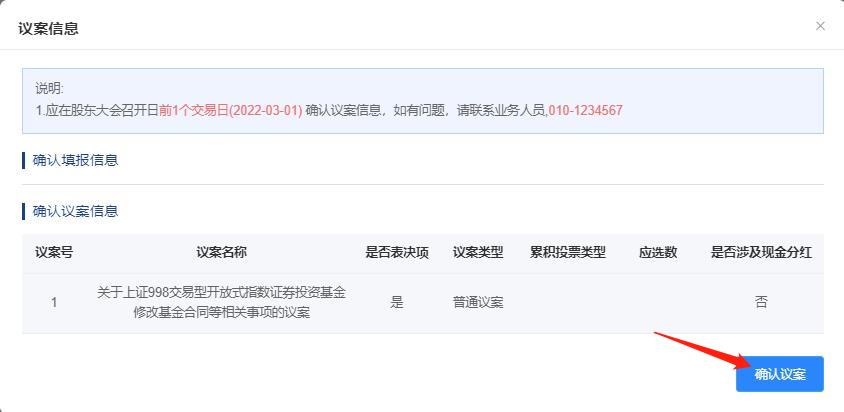 议案信息
说明:
1.应在股东大会召开日前1个交易日(2022-03-01) 确认议案信息，如有问题，请联系业务人员,010-1234567
确认填报信息
确认议案信息
议案号 议案名称 是否表决项 议案类型 累积投票类型 应选数 是否涉及现金分红
1 关于上证998交易型开放式指数证券投资基金 是 普通议案 否
修改基金合同等相关事项的议案
确认议案